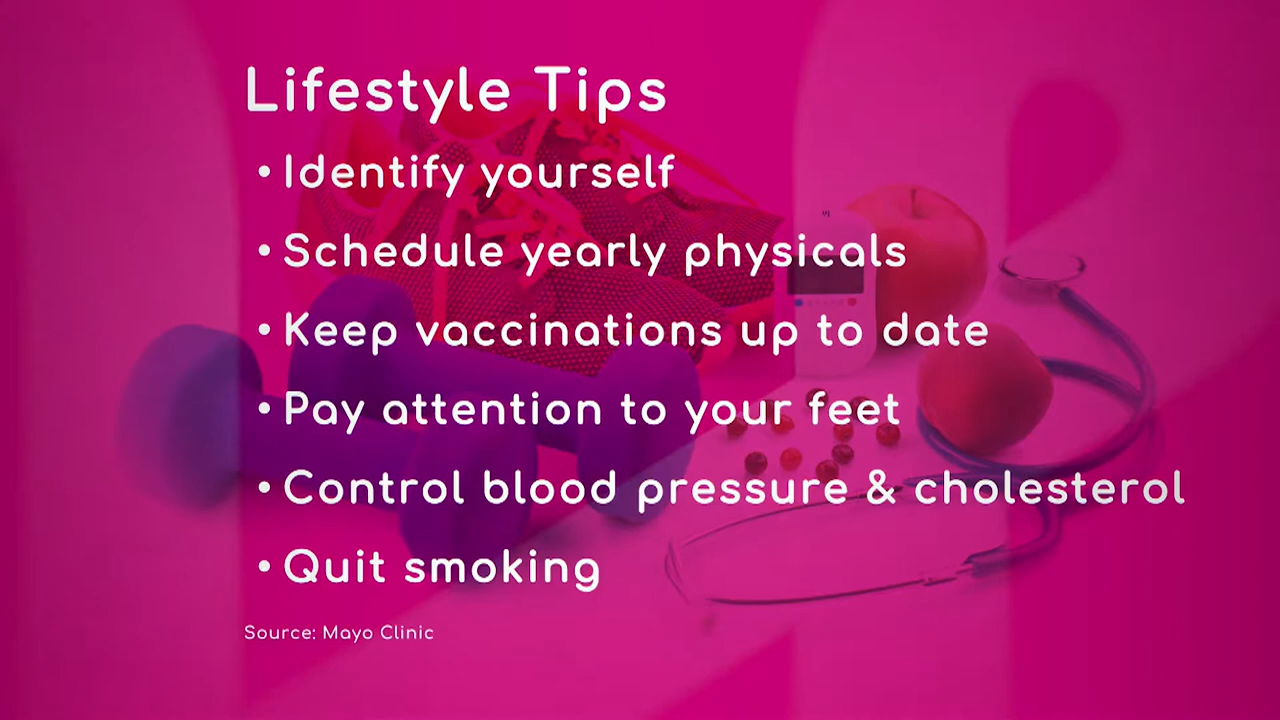 Lifestyle Tips
• Identify yourself
• Schedule yearly physicals
• Keep vaccinations up to date
• Pay attention to your feet
• Control blood pressure & cholesterol
• Quit smoking
Source: Mayo Clinic